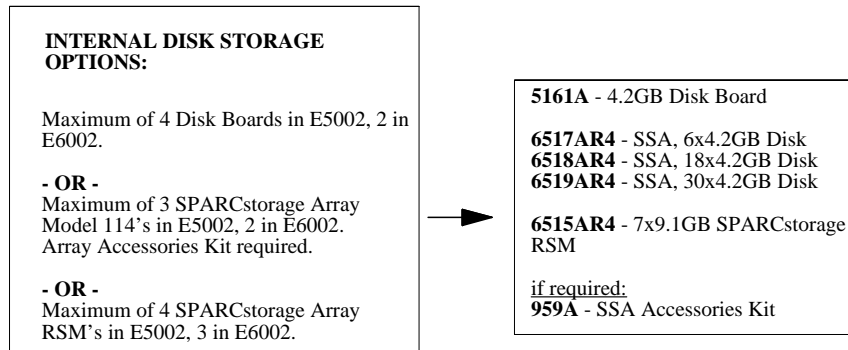 INTERNAL DISK STORAGE
OPTIONS:
Maximum of 4 Disk Boards in E5002, 2 in
E6002.
- OR -
Maximum of 3 SPARCstorage Array
Model 114's in E5002, 2 in E6002.
Array Accessories Kit required.
- OR -
Maximum of 4 SPARCstorage Array
RSM's in E5002, 3 in E6002.
5161A - 4.2GB Disk Board
6517AR4 - SSA, 6x4.2GB Disk
6518AR4 - SSA, 18x4.2GB Disk
6519AR4 - SSA, 30x4.2GB Disk
6515AR4 - 7x9.1GB SPARCstorage
RSM
if required:
959A - SSA Accessories Kit